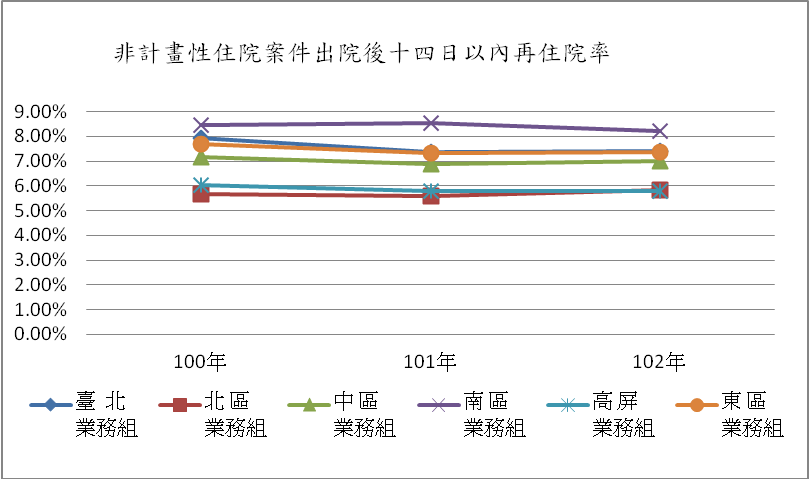 非計畫性住院案件出院後十四日以內再住院率
9.00%
8.00%
7.00%
6.00%
5.00%
4.00%
3.00%
2.00%
1.00%
0.00%
100年 101年 102年
臺北 北區 中區 南區 高屏 東區
業務組 業務組 業務組 業務組 業務組 業務組